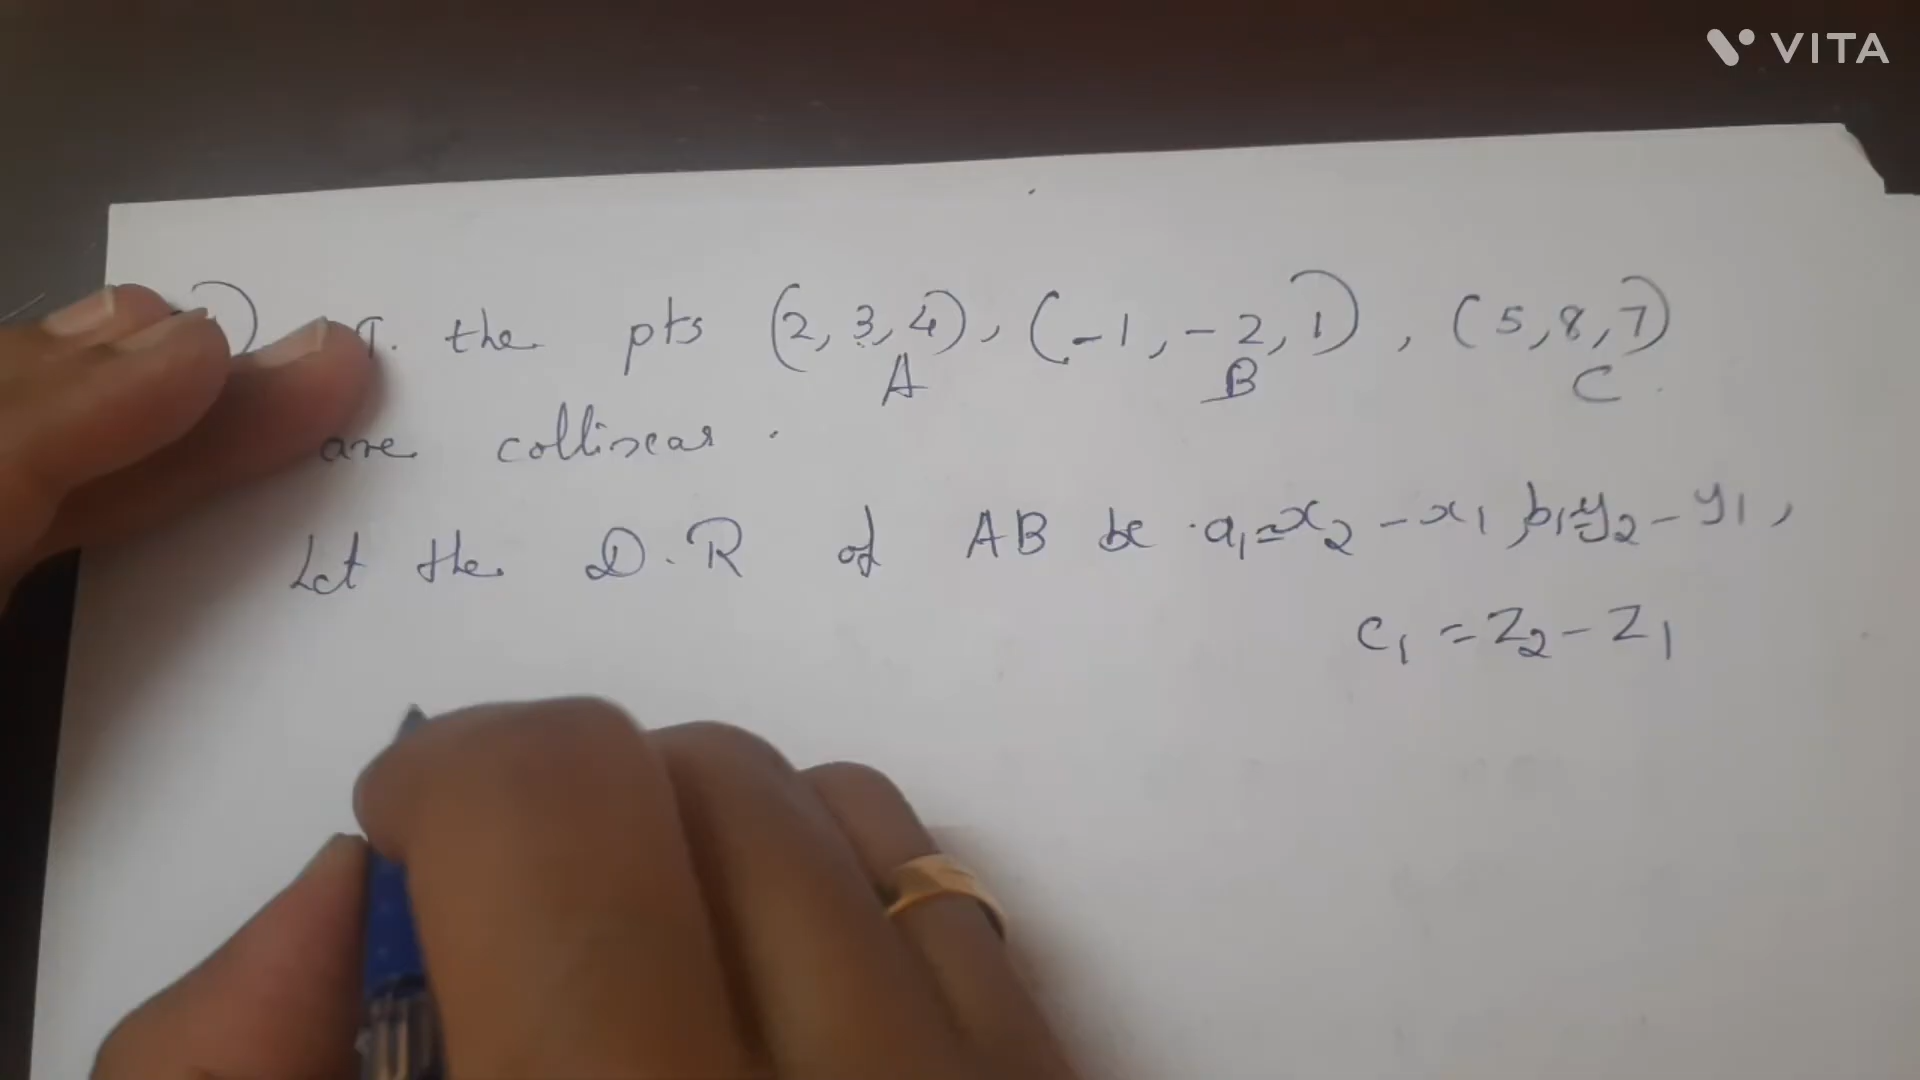 VITA
T. the pts (2, 3, 4), (-1, -2, 1), (5, 8, 7)
A B C
are collinear.
Let the D.R of AB be a₁=x₂-x₁, b₁=y₂-y₁,
c₁=z₂-z₁